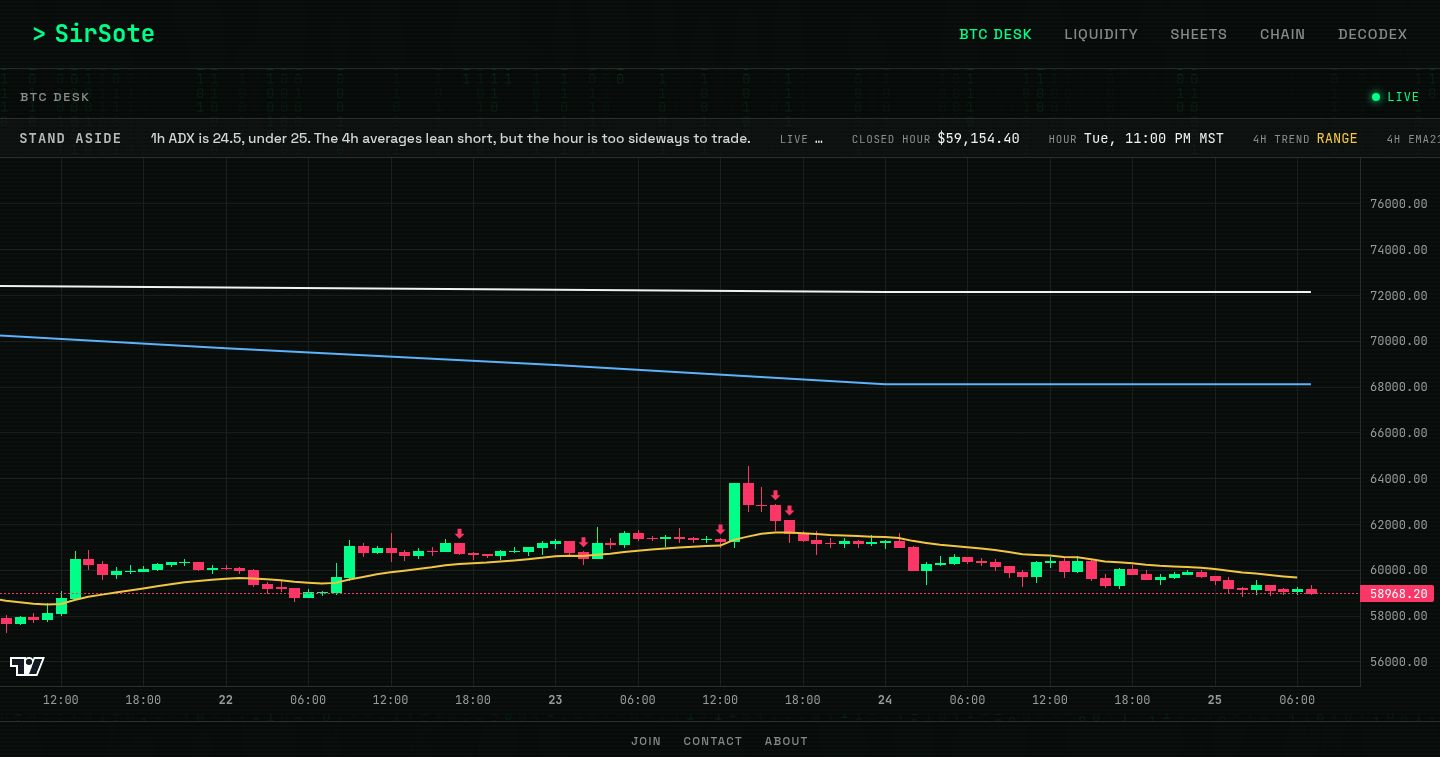 > SirSote
BTC DESK LIQUIDITY SHEETS CHAIN DECODEX
BTC DESK
LIVE
STAND ASIDE 1h ADX is 24.5, under 25. The 4h averages lean short, but the hour is too sideways to trade. LIVE … CLOSED HOUR $59,154.40 HOUR Tue, 11:00 PM MST 4H TREND RANGE 4H EMA21
76000.00
74000.00
72000.00
70000.00
68000.00
66000.00
64000.00
62000.00
60000.00
58968.20
58000.00
56000.00
12:00 18:00 22 06:00 12:00 18:00 23 06:00 12:00 18:00 24 06:00 12:00 18:00 25 06:00
JOIN CONTACT ABOUT